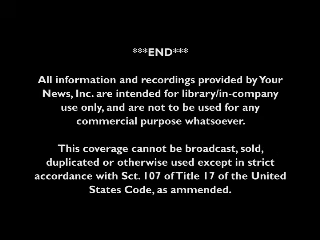 ***END***
All information and recordings provided by Your
News, Inc. are intended for library/in-company
use only, and are not to be used for any
commercial purpose whatsoever.
This coverage cannot be broadcast, sold,
duplicated or otherwise used except in strict
accordance with Sct. 107 of Title 17 of the United
States Code, as ammended.